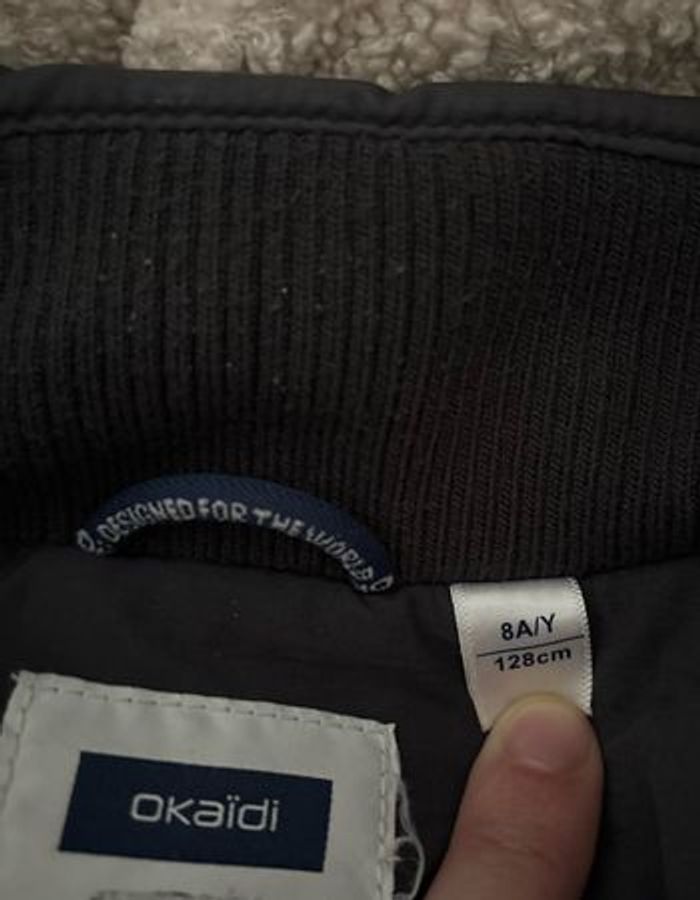 DESIGNED FOR THE WORLD
8A/Y
128cm
okaïdi